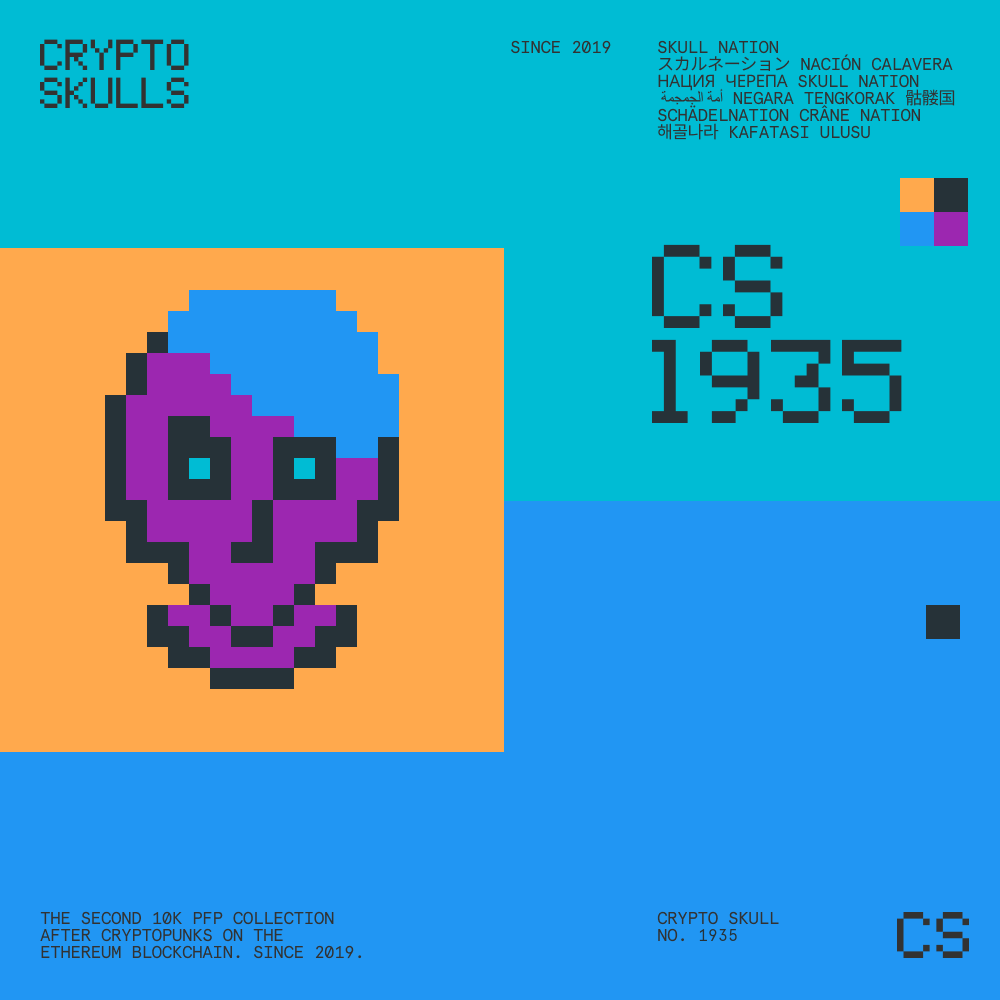 CRYPTO
SKULLS
SINCE 2019
SKULL NATION
スカルネーション NACIÓN CALAVERA
НАЦИЯ ЧЕРЕПА SKULL NATION
أمة الجمجمة NEGARA TENGKORAK 骷髅国
SCHÄDELNATION CRÂNE NATION
해골나라 KAFATASI ULUSU
CS
1935
THE SECOND 10K PFP COLLECTION
AFTER CRYPTOPUNKS ON THE
ETHEREUM BLOCKCHAIN. SINCE 2019.
CRYPTO SKULL
NO. 1935
CS